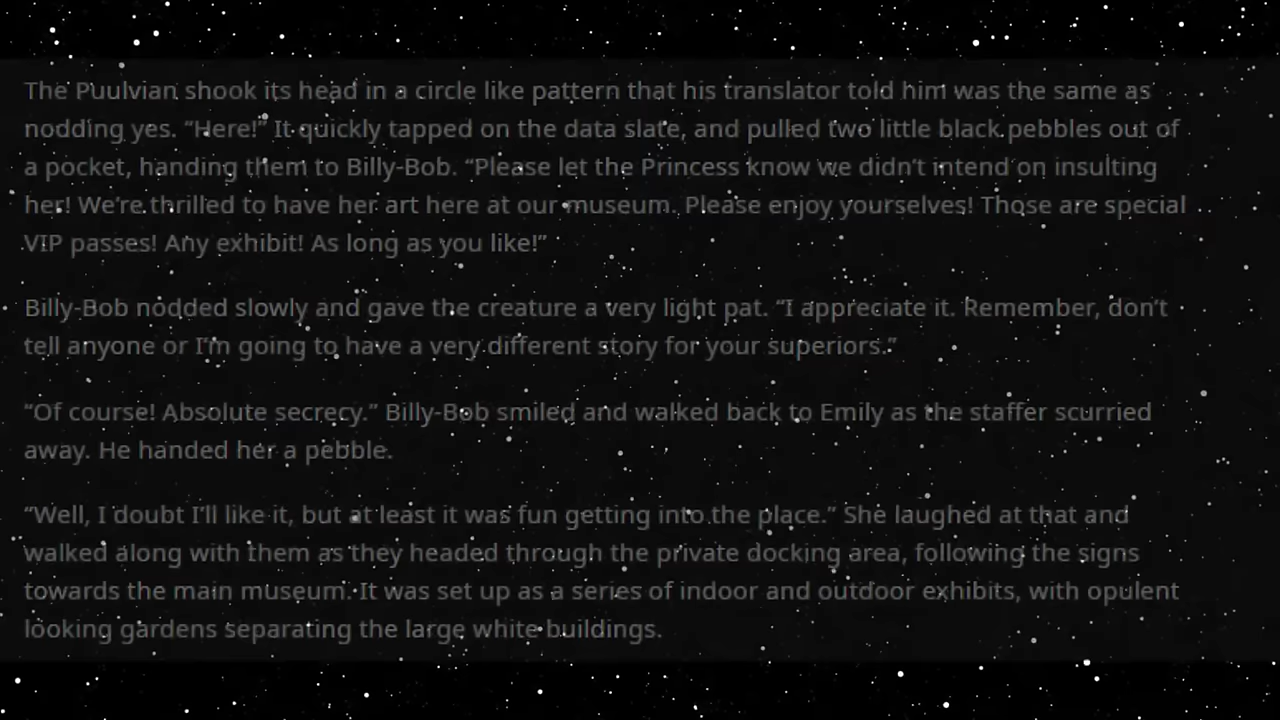 The Puulvian shook its head in a circle like pattern that his translator told him was the same as
nodding yes. “Here!” It quickly tapped on the data slate, and pulled two little black pebbles out of
a pocket, handing them to Billy-Bob. “Please let the Princess know we didn’t intend on insulting
her! We’re thrilled to have her art here at our museum. Please enjoy yourselves! Those are special
VIP passes! Any exhibit! As long as you like!”
Billy-Bob nodded slowly and gave the creature a very light pat. “I appreciate it. Remember, don’t
tell anyone or I’m going to have a very different story for your superiors.”
“Of course! Absolute secrecy.” Billy-Bob smiled and walked back to Emily as the staffer scurried
away. He handed her a pebble.
“Well, I doubt I’ll like it, but at least it was fun getting into the place.” She laughed at that and
walked along with them as they headed through the private docking area, following the signs
towards the main museum. It was set up as a series of indoor and outdoor exhibits, with opulent
looking gardens separating the large white buildings.